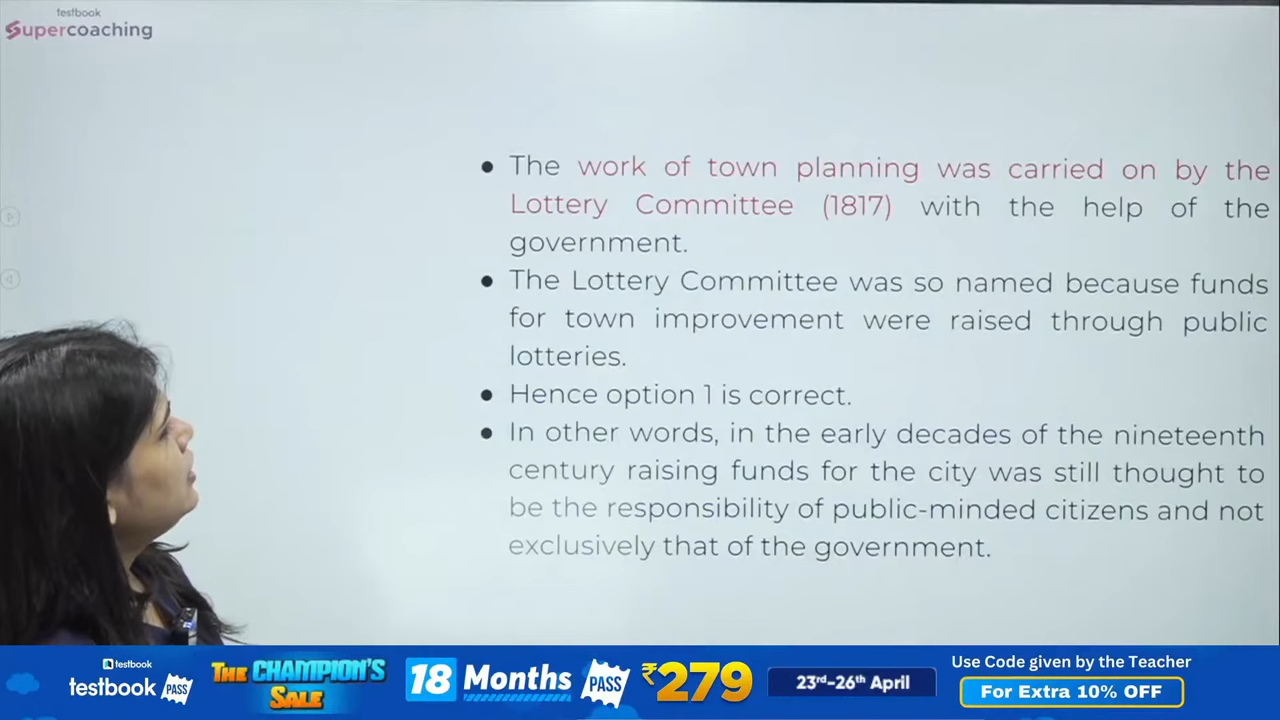 testbook
Supercoaching
• The work of town planning was carried on by the
Lottery Committee (1817) with the help of the
government.
• The Lottery Committee was so named because funds
for town improvement were raised through public
lotteries.
• Hence option 1 is correct.
• In other words, in the early decades of the nineteenth
century raising funds for the city was still thought to
be the responsibility of public-minded citizens and not
exclusively that of the government.
testbook
testbook PASS
THE CHAMPION'S
SALE
18 Months PASS ₹279
23rd-26th April
Use Code given by the Teacher
For Extra 10% OFF